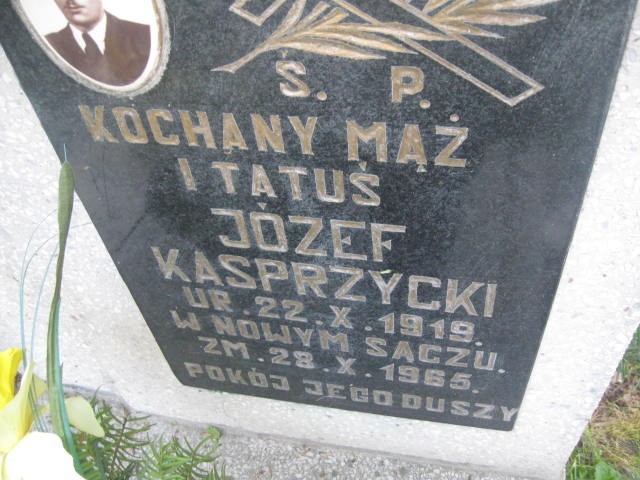 Ś. P.
KOCHANY MĄŻ
I TATUŚ
JÓZEF
KASPRZYCKI
UR. 22. X. 1919.
W NOWYM SĄCZU.
ZM. 28. X. 1965.
POKÓJ JEGO DUSZY